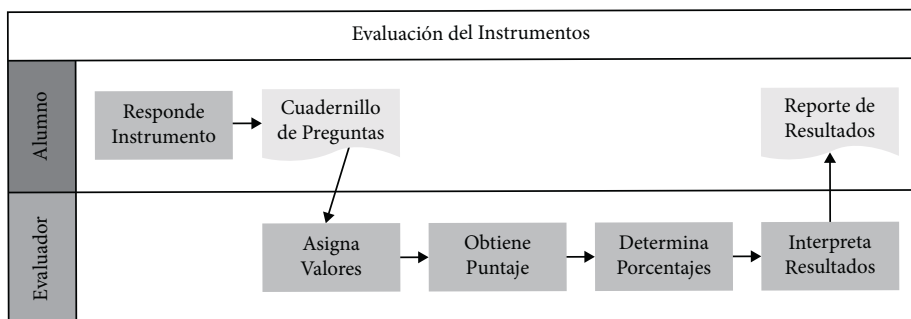 Evaluación del Instrumentos
Alumno
Responde
Instrumento
Cuadernillo
de Preguntas
Reporte de
Resultados
Evaluador
Asigna
Valores
Obtiene
Puntaje
Determina
Porcentajes
Interpreta
Resultados